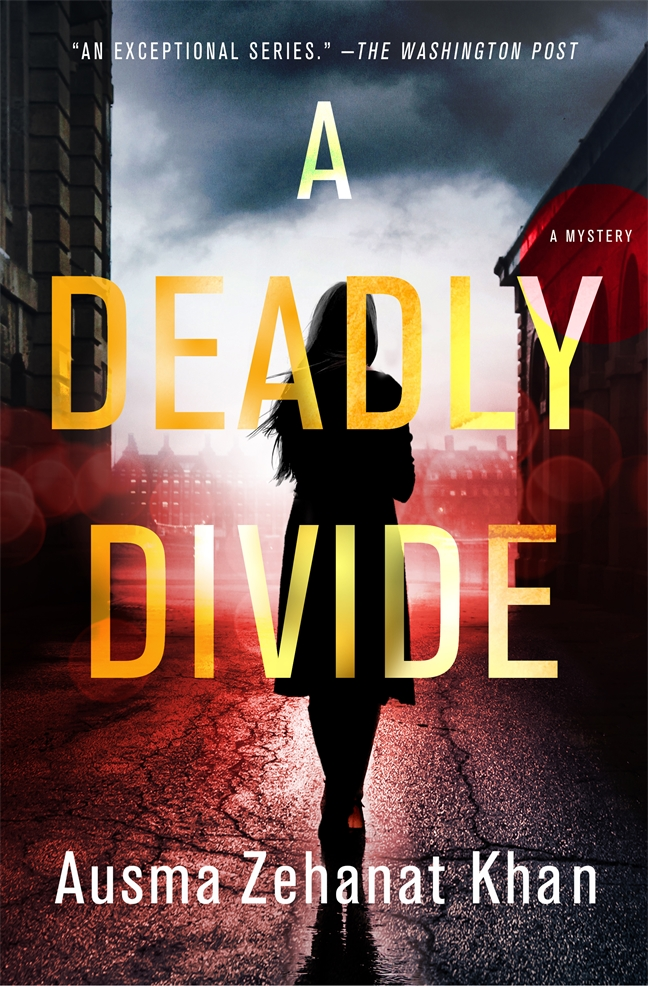 “AN EXCEPTIONAL SERIES.” —THE WASHINGTON POST
A
A MYSTERY
DEADLY
DIVIDE
Ausma Zehanat Khan